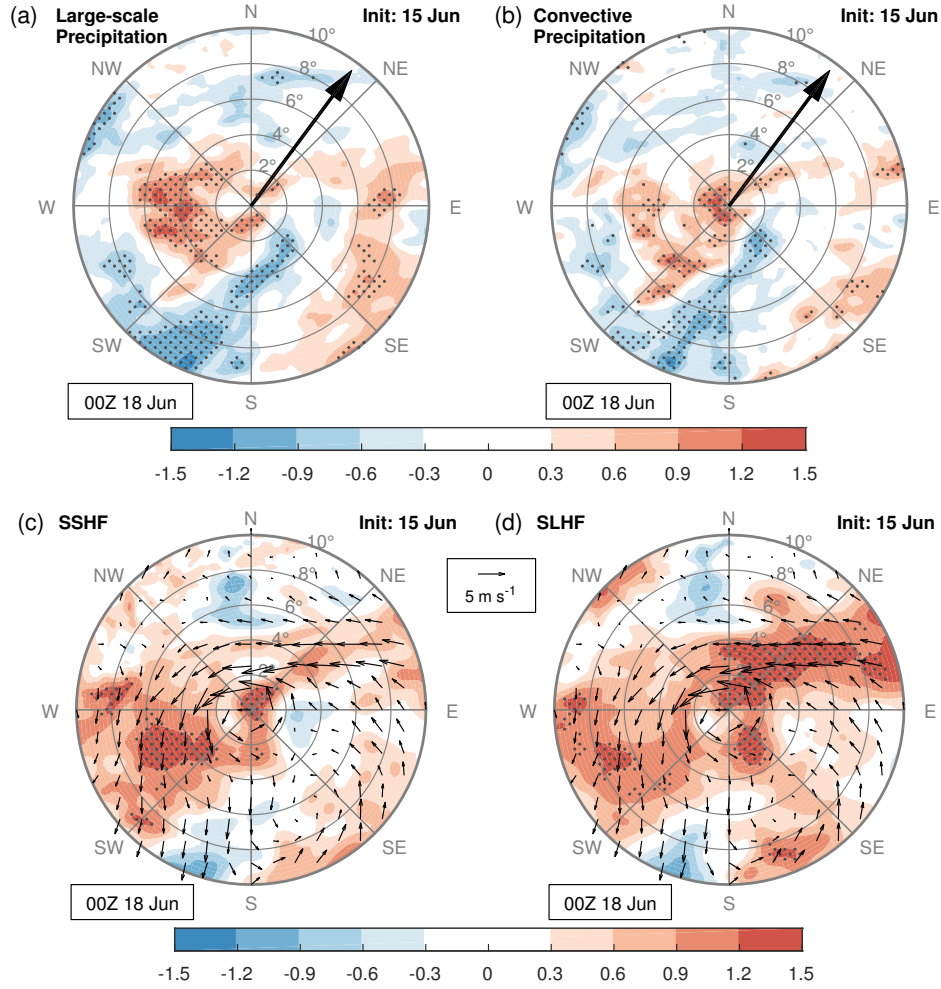 (a) Large-scale Precipitation Init: 15 Jun
N
10°
NW NE
8°
6°
4°
2°
W E
SW SE
S
00Z 18 Jun
(b) Convective Precipitation Init: 15 Jun
N
10°
NW NE
8°
6°
4°
2°
W E
SW SE
S
00Z 18 Jun
-1.5 -1.2 -0.9 -0.6 -0.3 0 0.3 0.6 0.9 1.2 1.5
(c) SSHF Init: 15 Jun
N
10°
NW NE
8°
6°
4°
2°
W E
SW SE
S
00Z 18 Jun
5 m s⁻¹
(d) SLHF Init: 15 Jun
N
10°
NW NE
8°
6°
4°
2°
W E
SW SE
S
00Z 18 Jun
-1.5 -1.2 -0.9 -0.6 -0.3 0 0.3 0.6 0.9 1.2 1.5